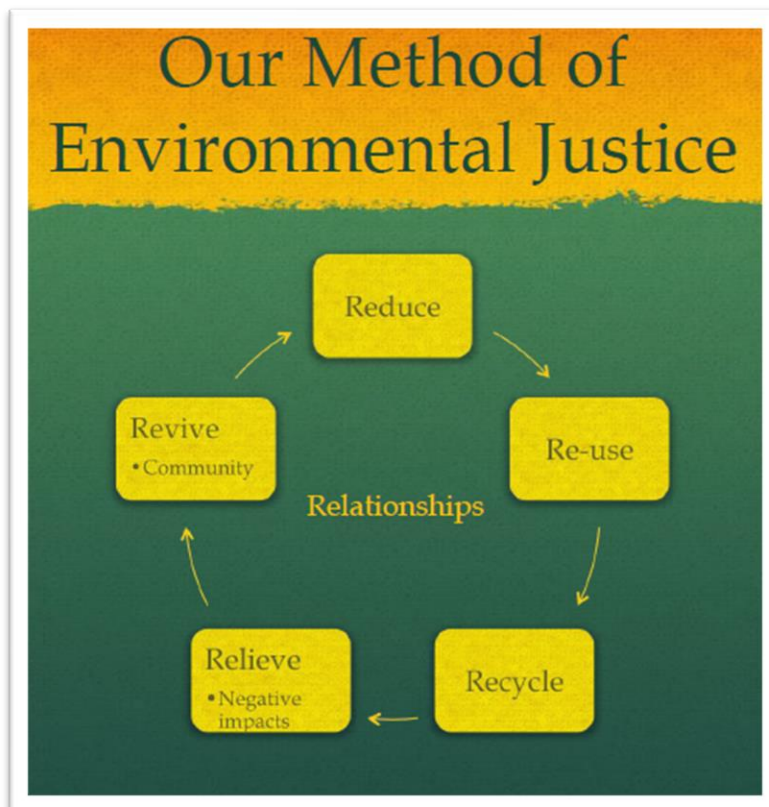 Our Method of
Environmental Justice
Reduce
Re-use
Recycle
Relieve
•Negative
impacts
Revive
•Community
Relationships